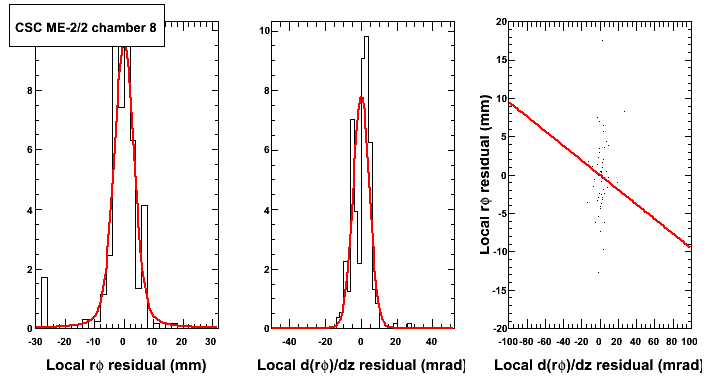 CSC ME-2/2 chamber 8
8
6
4
2
0
-30 -20 -10 0 10 20 30
Local rϕ residual (mm)
10
8
6
4
2
0
-40 -20 0 20 40
Local d(rϕ)/dz residual (mrad)
Local rϕ residual (mm)
20
15
10
5
0
-5
-10
-15
-20
-100 -80 -60 -40 -20 0 20 40 60 80 100
Local d(rϕ)/dz residual (mrad)